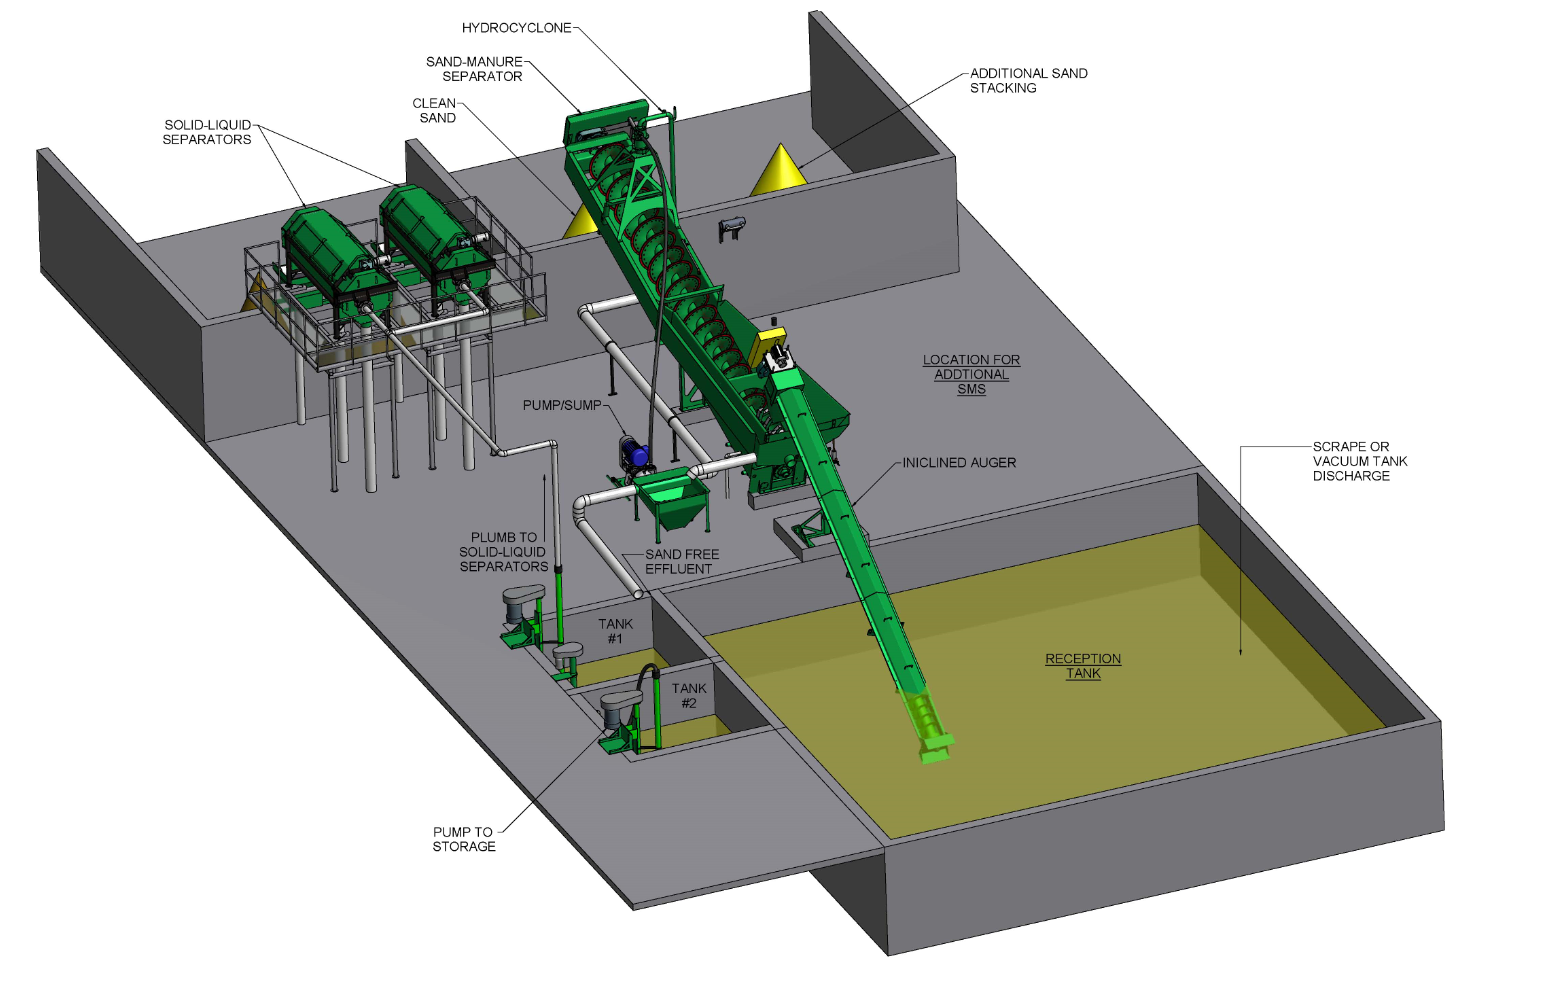 HYDROCYCLONE
SAND-MANURE
SEPARATOR
ADDITIONAL SAND
STACKING
CLEAN
SAND
SOLID-LIQUID
SEPARATORS
LOCATION FOR
ADDTIONAL
SMS
PUMP/SUMP
SCRAPE OR
VACUUM TANK
DISCHARGE
INICLINED AUGER
PLUMB TO
SOLID-LIQUID
SEPARATORS
SAND FREE
EFFLUENT
TANK
#1
RECEPTION
TANK
TANK
#2
PUMP TO
STORAGE